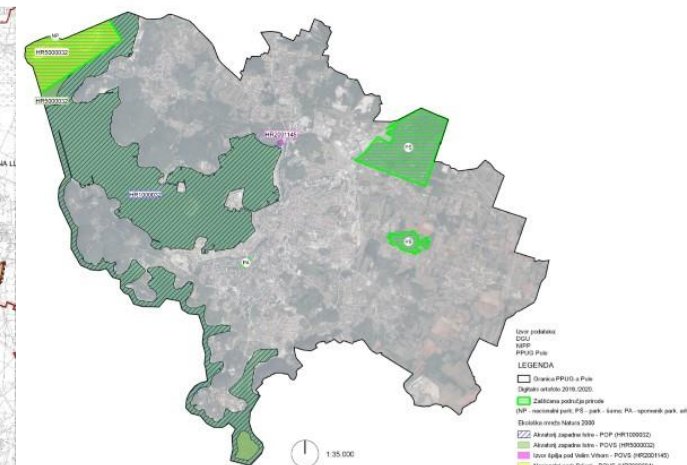 NP
HR5000032
HR5000032
HR2001145
PŠ
HR1000032
PŠ
PA
NA LU
Izvor podataka:
DGU
NIPP
PPUG Pule
LEGENDA
Granica PPUG-a Pule
Digitalni ortofoto 2019./2020.
Zaštićena područja prirode
(NP - nacionalni park; PŠ - park - šuma; PA - spomenik park. arh
Ekološka mreža Natura 2000
Akvatorij zapadne Istre - POP (HR1000032)
Akvatorij zapadne Istre - POVS (HR5000032)
Izvor špilja pod Velim Vrhom - POVS (HR2001145)
1:35.000